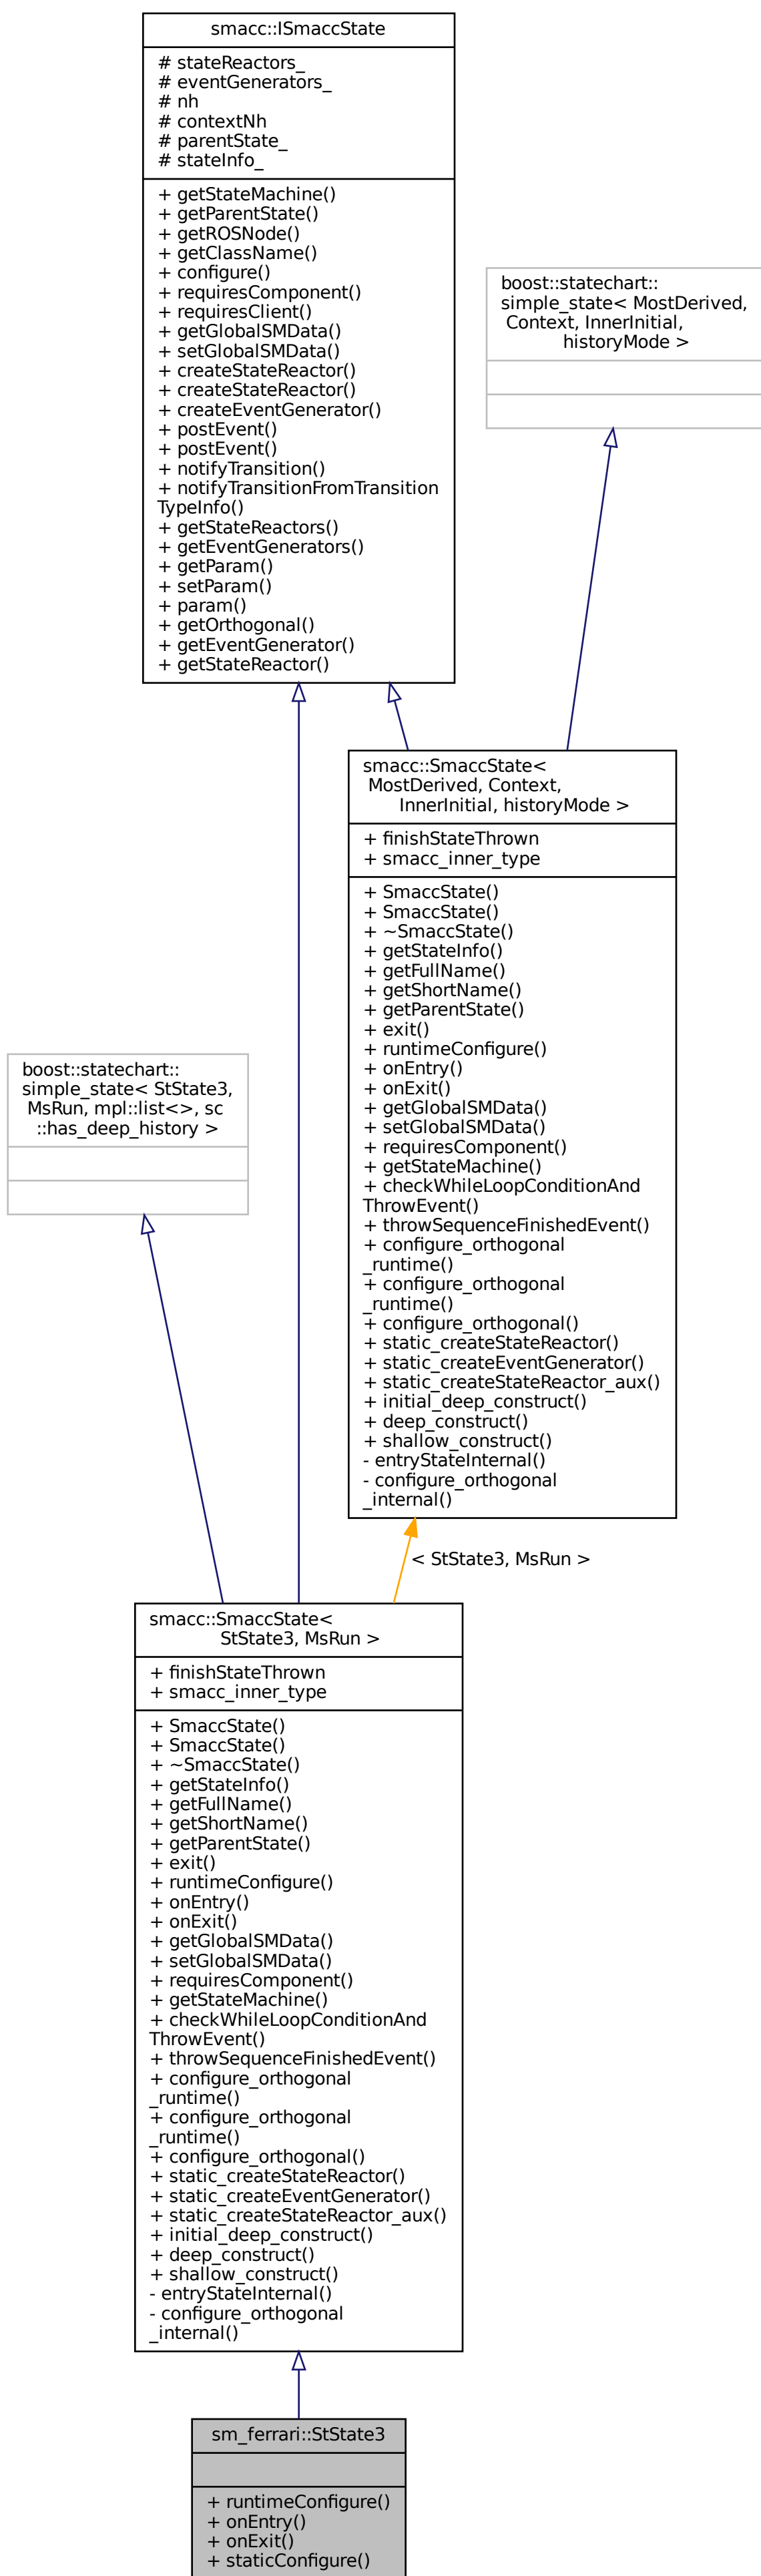 smacc::ISmaccState
# stateReactors_
# eventGenerators_
# nh
# contextNh
# parentState_
# stateInfo_
+ getStateMachine()
+ getParentState()
+ getROSNode()
+ getClassName()
+ configure()
+ requiresComponent()
+ requiresClient()
+ getGlobalSMData()
+ setGlobalSMData()
+ createStateReactor()
+ createStateReactor()
+ createEventGenerator()
+ postEvent()
+ postEvent()
+ notifyTransition()
+ notifyTransitionFromTransition
TypeInfo()
+ getStateReactors()
+ getEventGenerators()
+ getParam()
+ setParam()
+ param()
+ getOrthogonal()
+ getEventGenerator()
+ getStateReactor()
boost::statechart::
simple_state< MostDerived,
Context, InnerInitial,
historyMode >
smacc::SmaccState<
MostDerived, Context,
InnerInitial, historyMode >
+ finishStateThrown
+ smacc_inner_type
+ SmaccState()
+ SmaccState()
+ ~SmaccState()
+ getStateInfo()
+ getFullName()
+ getShortName()
+ getParentState()
+ exit()
+ runtimeConfigure()
+ onEntry()
+ onExit()
+ getGlobalSMData()
+ setGlobalSMData()
+ requiresComponent()
+ getStateMachine()
+ checkWhileLoopConditionAnd
ThrowEvent()
+ throwSequenceFinishedEvent()
+ configure_orthogonal
_runtime()
+ configure_orthogonal
_runtime()
+ configure_orthogonal()
+ static_createStateReactor()
+ static_createEventGenerator()
+ static_createStateReactor_aux()
+ initial_deep_construct()
+ deep_construct()
+ shallow_construct()
- entryStateInternal()
- configure_orthogonal
_internal()
boost::statechart::
simple_state< StState3,
MsRun, mpl::list<>, sc
::has_deep_history >
< StState3, MsRun >
smacc::SmaccState<
StState3, MsRun >
+ finishStateThrown
+ smacc_inner_type
+ SmaccState()
+ SmaccState()
+ ~SmaccState()
+ getStateInfo()
+ getFullName()
+ getShortName()
+ getParentState()
+ exit()
+ runtimeConfigure()
+ onEntry()
+ onExit()
+ getGlobalSMData()
+ setGlobalSMData()
+ requiresComponent()
+ getStateMachine()
+ checkWhileLoopConditionAnd
ThrowEvent()
+ throwSequenceFinishedEvent()
+ configure_orthogonal
_runtime()
+ configure_orthogonal
_runtime()
+ configure_orthogonal()
+ static_createStateReactor()
+ static_createEventGenerator()
+ static_createStateReactor_aux()
+ initial_deep_construct()
+ deep_construct()
+ shallow_construct()
- entryStateInternal()
- configure_orthogonal
_internal()
sm_ferrari::StState3
+ runtimeConfigure()
+ onEntry()
+ onExit()
+ staticConfigure()